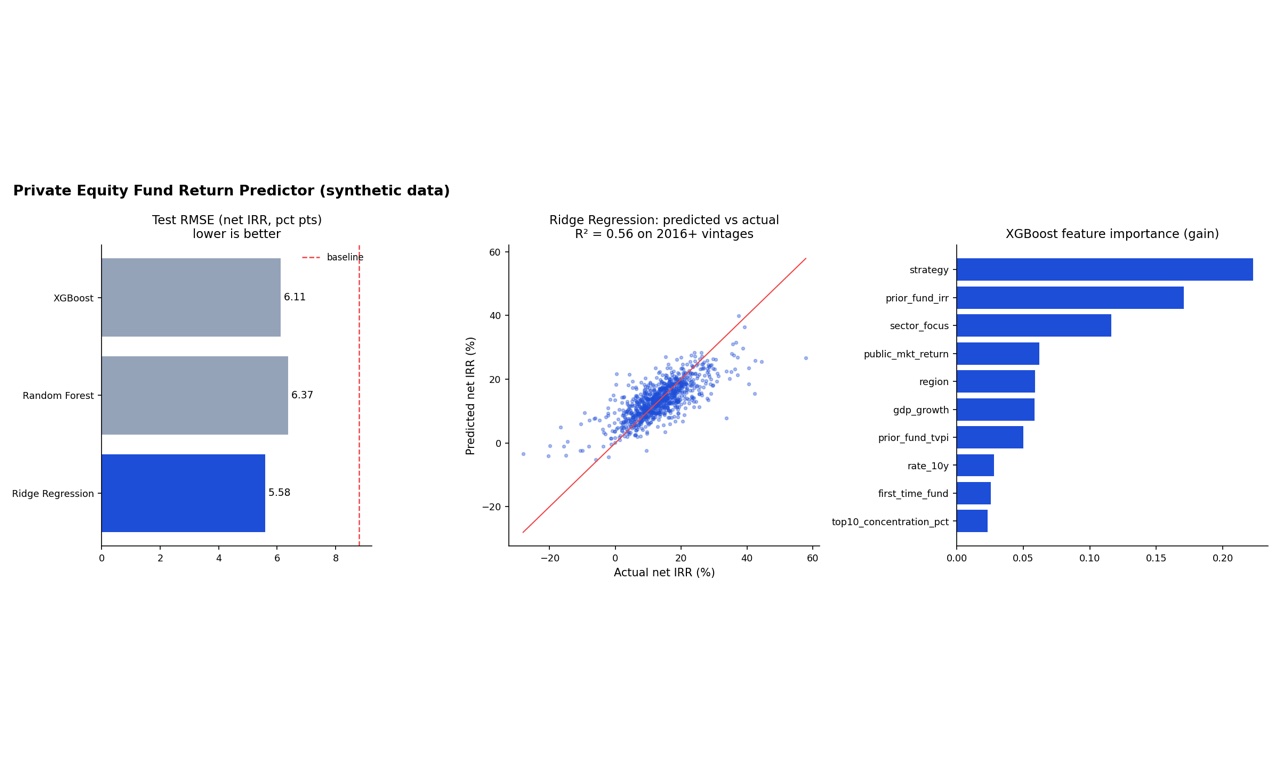 Private Equity Fund Return Predictor (synthetic data)
Test RMSE (net IRR, pct pts)
lower is better
baseline
XGBoost
6.11
Random Forest
6.37
Ridge Regression
5.58
0 2 4 6 8
Ridge Regression: predicted vs actual
R² = 0.56 on 2016+ vintages
Predicted net IRR (%)
60
40
20
0
−20
−20 0 20 40 60
Actual net IRR (%)
XGBoost feature importance (gain)
strategy
prior_fund_irr
sector_focus
public_mkt_return
region
gdp_growth
prior_fund_tvpi
rate_10y
first_time_fund
top10_concentration_pct
0.00 0.05 0.10 0.15 0.20